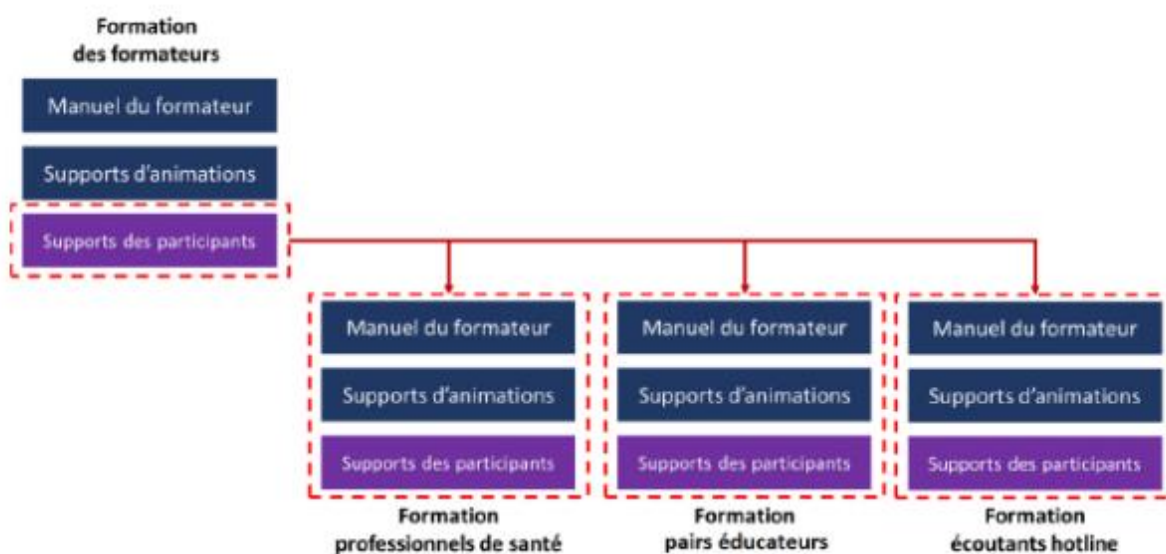 Formation
des formateurs
Manuel du formateur
Supports d'animations
Supports des participants
Manuel du formateur
Supports d'animations
Supports des participants
Formation
professionnels de santé
Manuel du formateur
Supports d'animations
Supports des participants
Formation
pairs éducateurs
Manuel du formateur
Supports d'animations
Supports des participants
Formation
écoutants hotline